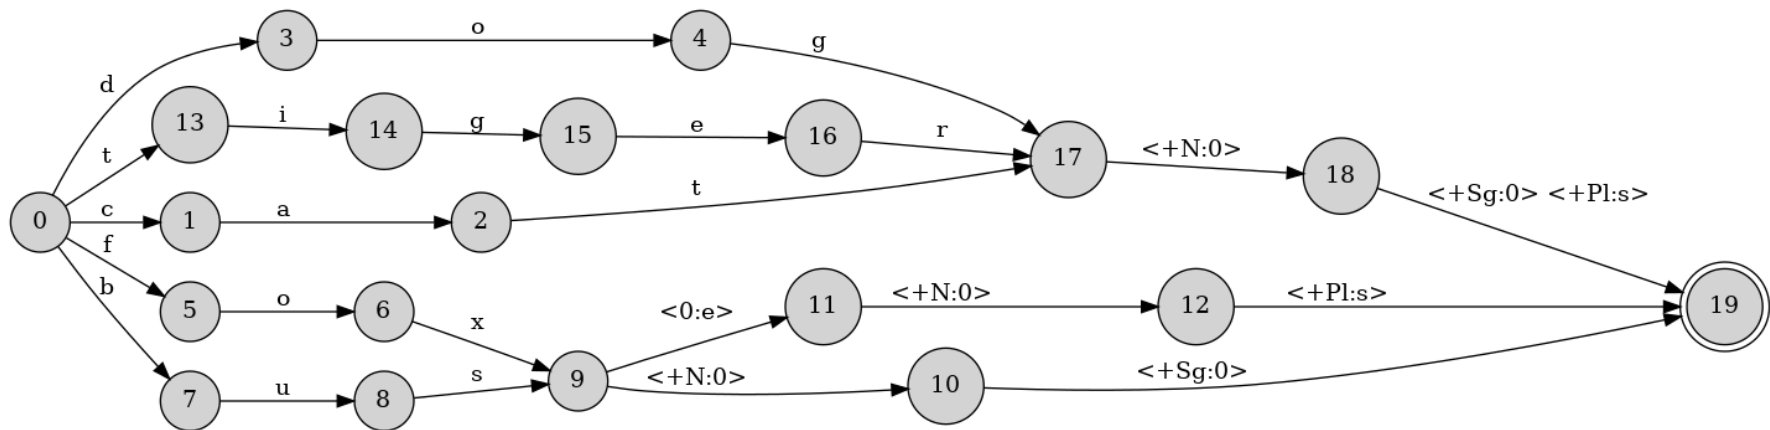 3 o 4 g
d
13 i 14 g 15 e 16 r 17 <+N:0> 18
t
<+Sg:0> <+Pl:s>
0 c 1 a 2 t
f
b
5 o 6 x <0:e> 11 <+N:0> 12 <+Pl:s> 19
7 u 8 s 9 <+N:0> 10 <+Sg:0>